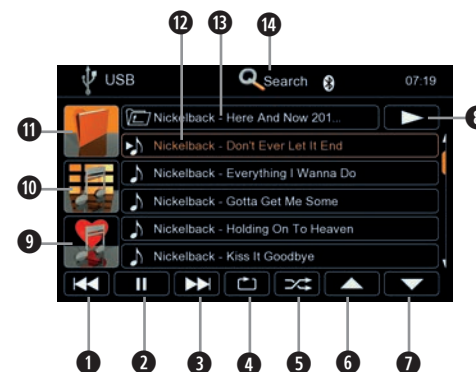 12 13 14
USB Search 07:19
11
Nickelback - Here And Now 201...
8
Nickelback - Don't Ever Let It End
10
Nickelback - Everything I Wanna Do
Nickelback - Gotta Get Me Some
9
Nickelback - Holding On To Heaven
Nickelback - Kiss It Goodbye
1 2 3 4 5 6 7